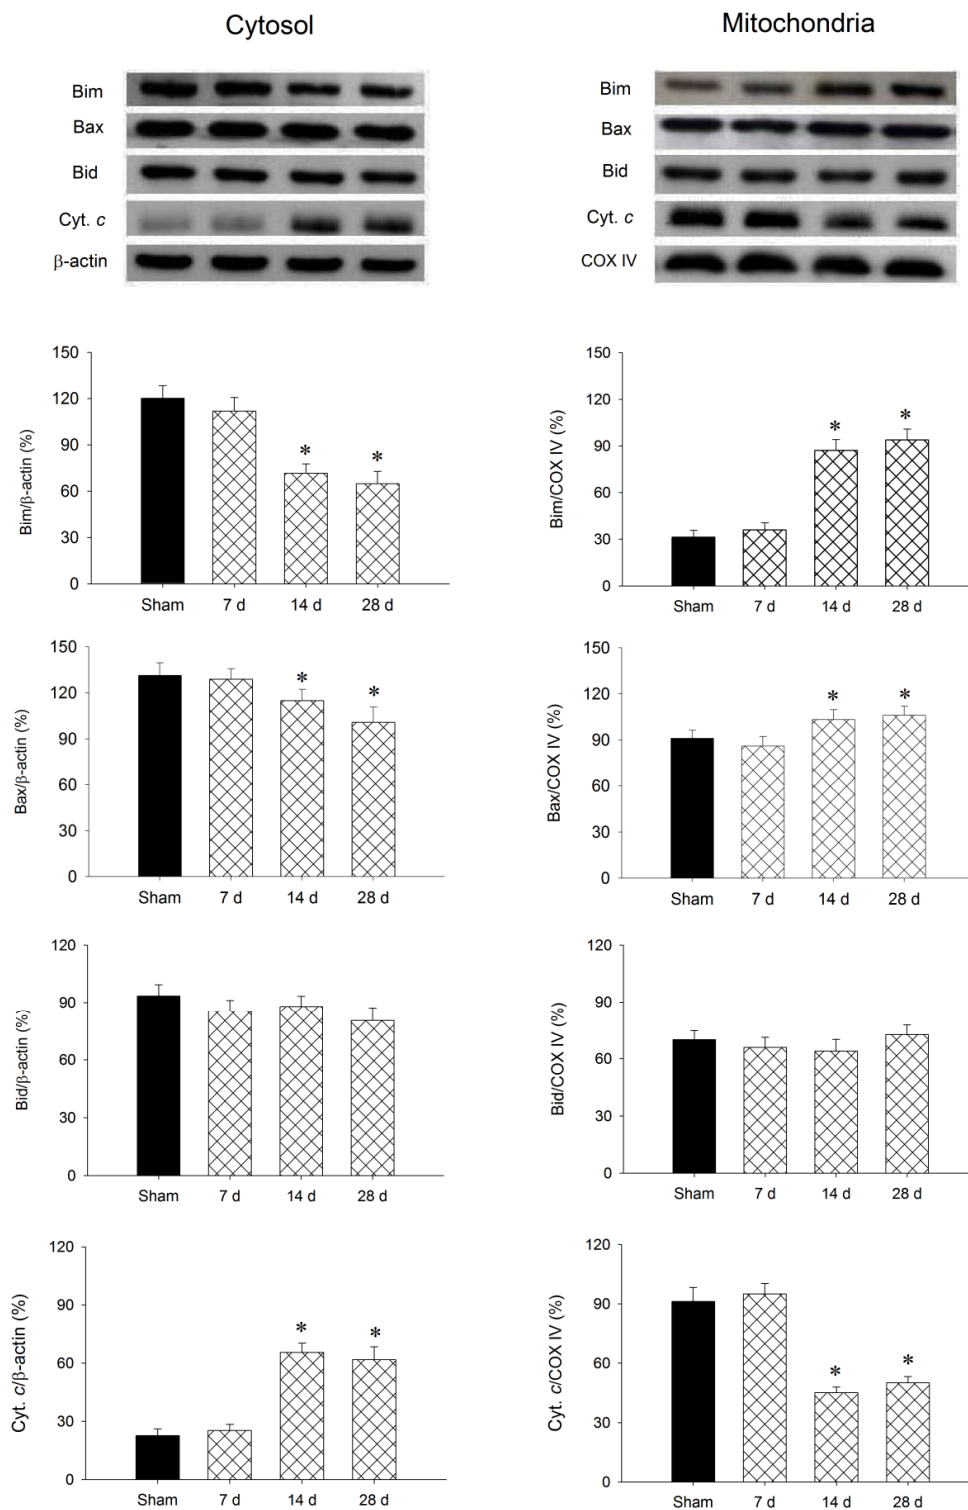 Cytosol
Mitochondria
Bim
Bax
Bid
Cyt. c
β-actin
Bim
Bax
Bid
Cyt. c
COX IV
Bim/β-actin (%)
150
120
90
60
30
0
* *
Sham 7 d 14 d 28 d
Bim/COX IV (%)
150
120
90
60
30
0
* *
Sham 7 d 14 d 28 d
Bax/β-actin (%)
150
120
90
60
30
0
* *
Sham 7 d 14 d 28 d
Bax/COX IV (%)
150
120
90
60
30
0
* *
Sham 7 d 14 d 28 d
Bid/β-actin (%)
120
90
60
30
0
Sham 7 d 14 d 28 d
Bid/COX IV (%)
120
90
60
30
0
Sham 7 d 14 d 28 d
Cyt. c/β-actin (%)
120
90
60
30
0
* *
Sham 7 d 14 d 28 d
Cyt. c/COX IV (%)
120
90
60
30
0
* *
Sham 7 d 14 d 28 d